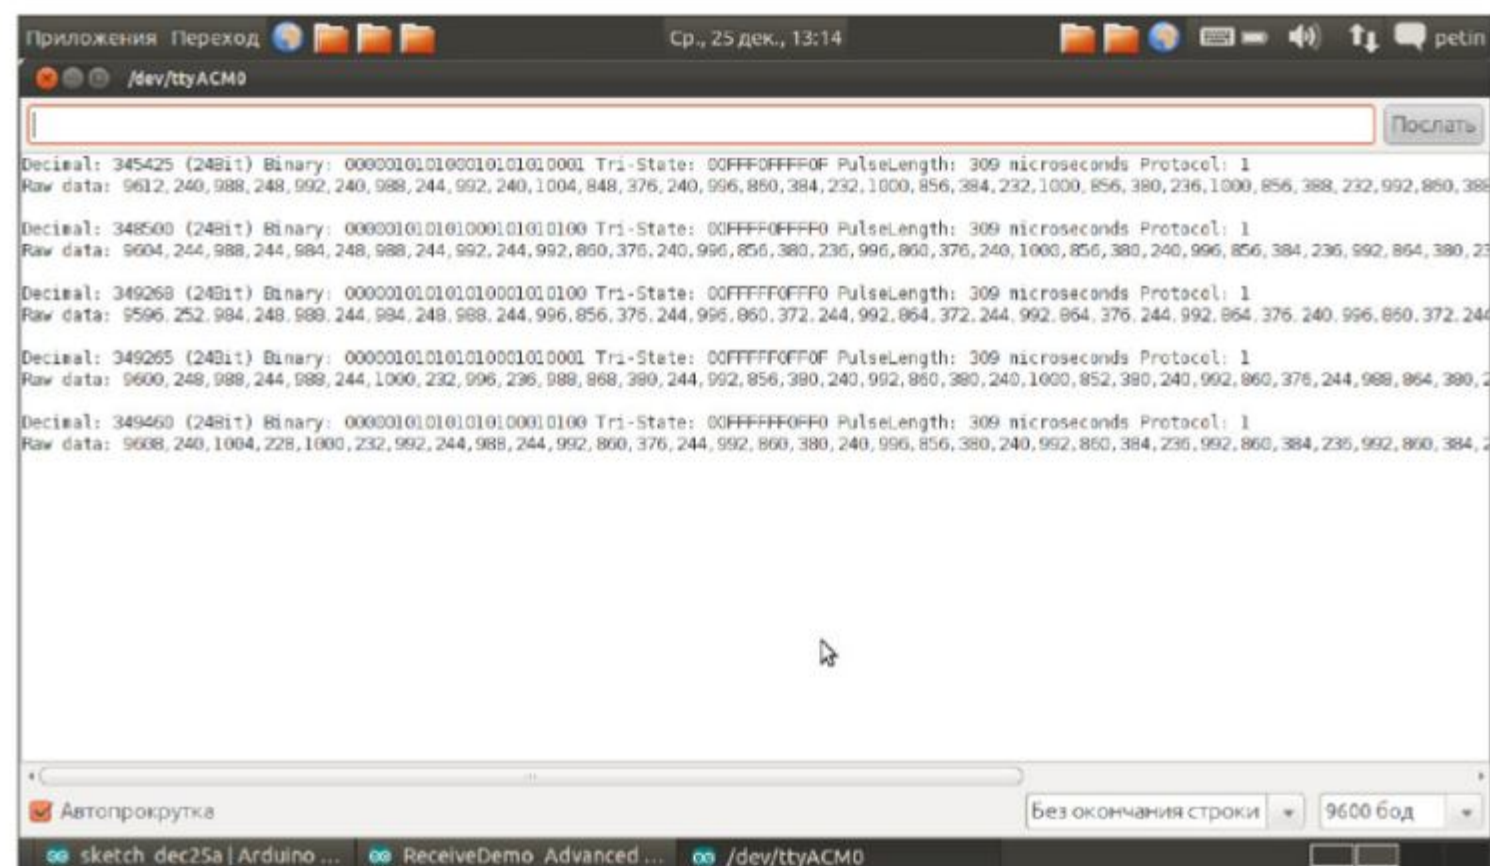 Приложения Переход Ср., 25 дек., 13:14 petin
/dev/ttyACM0
Послать
Decimal: 345425 (24Bit) Binary: 000001010100010101010001 Tri-State: 00FFF0FFFF0F PulseLength: 309 microseconds Protocol: 1
Raw data: 9612,240,988,248,992,240,988,244,992,240,1004,848,376,240,996,860,384,232,1000,856,384,232,1000,856,380,236,1000,856,388,232,992,860,388
Decimal: 348500 (24Bit) Binary: 000001010101000101010100 Tri-State: 00FFFF0FFFF0 PulseLength: 309 microseconds Protocol: 1
Raw data: 9604,244,988,244,984,248,988,244,992,244,992,860,376,240,996,856,380,236,996,860,376,240,1000,856,380,240,996,856,384,236,992,864,380,23
Decimal: 349268 (24Bit) Binary: 000001010101010001010100 Tri-State: 00FFFFF0FFF0 PulseLength: 309 microseconds Protocol: 1
Raw data: 9596,252,984,248,988,244,984,248,988,244,996,856,376,244,996,860,372,244,992,864,372,244,992,864,376,244,992,864,376,240,996,860,372,244
Decimal: 349265 (24Bit) Binary: 000001010101010001010001 Tri-State: 00FFFFF0FF0F PulseLength: 309 microseconds Protocol: 1
Raw data: 9600,248,988,244,988,244,1000,232,996,236,988,868,380,244,992,856,380,240,992,860,380,240,1000,852,380,240,992,860,376,244,988,864,380,2
Decimal: 349460 (24Bit) Binary: 000001010101010100010100 Tri-State: 00FFFFFF0FF0 PulseLength: 309 microseconds Protocol: 1
Raw data: 9608,240,1004,228,1000,232,992,244,988,244,992,860,376,244,992,860,380,240,996,856,380,240,992,860,384,236,992,860,384,236,992,860,384,2
Автопрокрутка Без окончания строки 9600 бод
sketch_dec25a | Arduino ... ReceiveDemo_Advanced ... /dev/ttyACM0